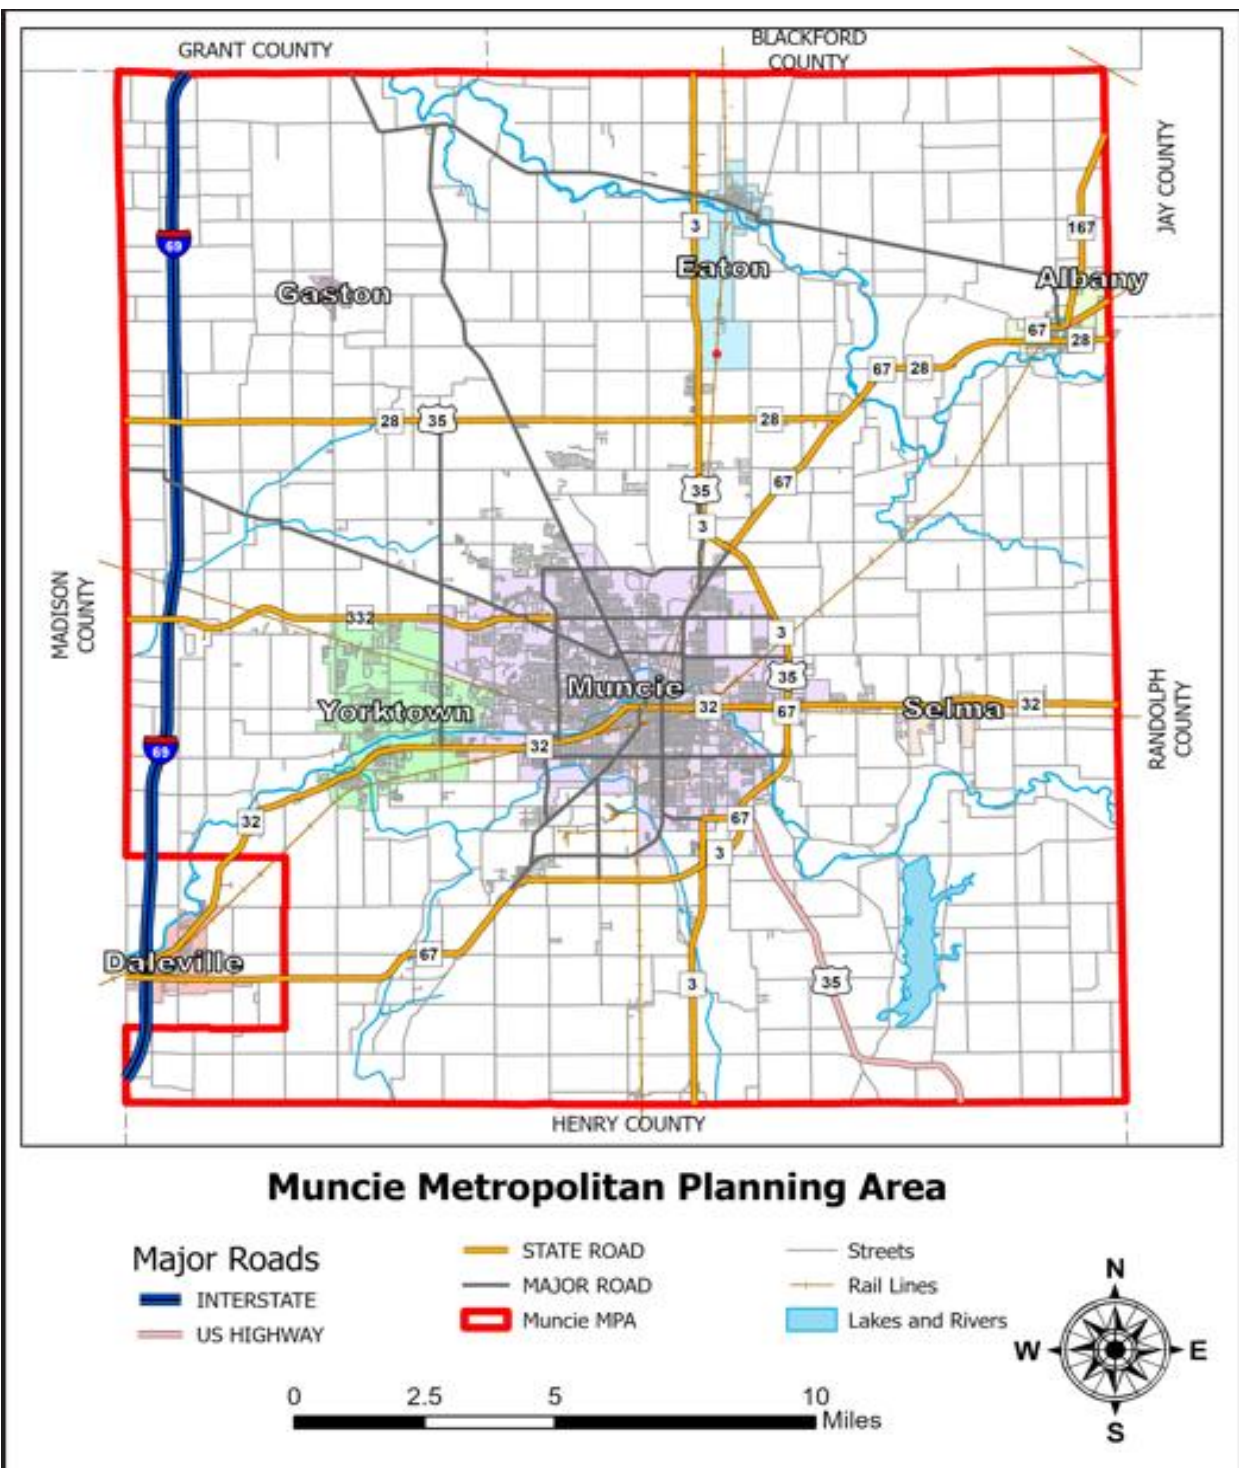 GRANT COUNTY
BLACKFORD
COUNTY
JAY COUNTY
69
3
167
Gaston
Eaton
Albany
67
28
67
28
28
35
28
67
35
3
MADISON
COUNTY
332
3
35
Muncie
Yorktown
32
67
Selma
32
RANDOLPH
COUNTY
69
32
32
67
3
Daleville
67
3
35
HENRY COUNTY
Muncie Metropolitan Planning Area
Major Roads
INTERSTATE
US HIGHWAY
STATE ROAD
MAJOR ROAD
Muncie MPA
Streets
Rail Lines
Lakes and Rivers
N
W
E
S
0 2.5 5 10
Miles